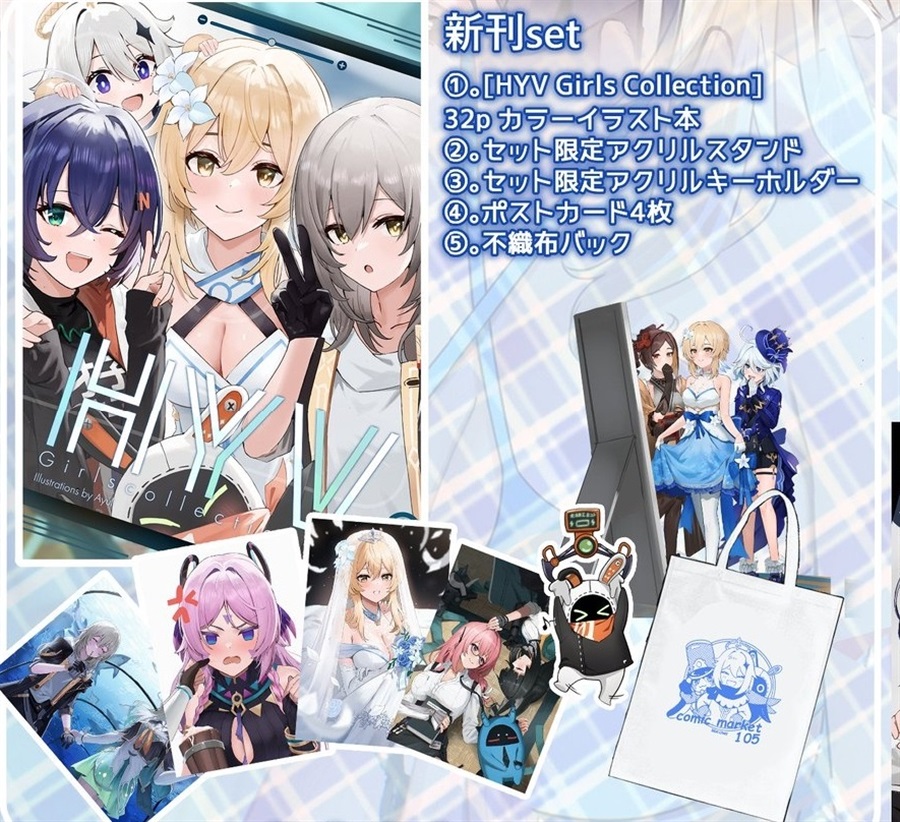 新刊set
①。[HYV Girls Collection]
32p カラーイラスト本
②。セット限定アクリルスタンド
③。セット限定アクリルキーホルダー
④。ポストカード4枚
⑤。不織布バック
N
HYV
Girls collect
Illustrations by
comic market
105